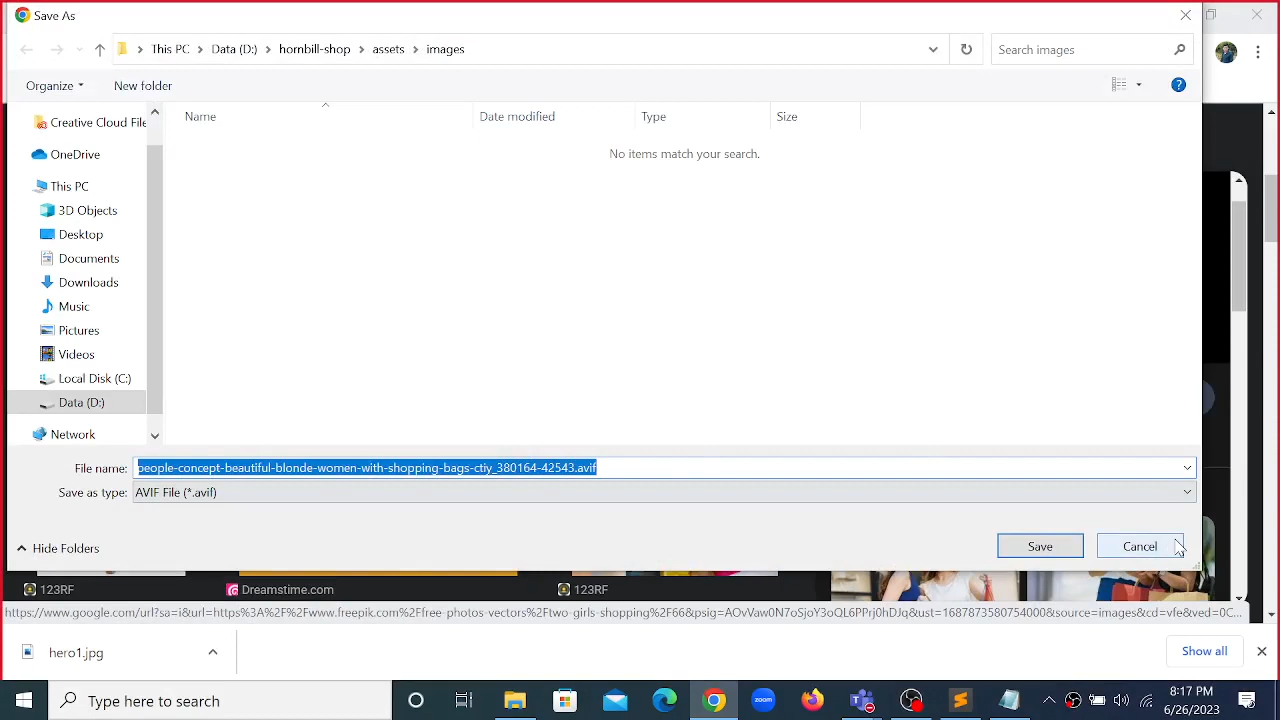 Save As
This PC > Data (D:) > hornbill-shop > assets > images
Search images
Organize
New folder
Name
Date modified
Type
Size
No items match your search.
Creative Cloud File
OneDrive
This PC
3D Objects
Desktop
Documents
Downloads
Music
Pictures
Videos
Local Disk (C:)
Data (D:)
Network
File name:
people-concept-beautiful-blonde-women-with-shopping-bags-ctiy_380164-42543.avif
Save as type:
AVIF File (*.avif)
Hide Folders
Save
Cancel
123RF
Dreamstime.com
123RF
https://www.google.com/url?sa=i&url=https%3A%2F%2Fwww.freepik.com%2Ffree-photos-vectors%2Ftwo-girls-shopping%2F66&psig=AOvVaw0N7oSjoY3oQL6PPrj0hDJq&ust=1687873580754000&source=images&cd=vfe&ved=0C...
hero1.jpg
Show all
Type here to search
zoom
8:17 PM
6/26/2023